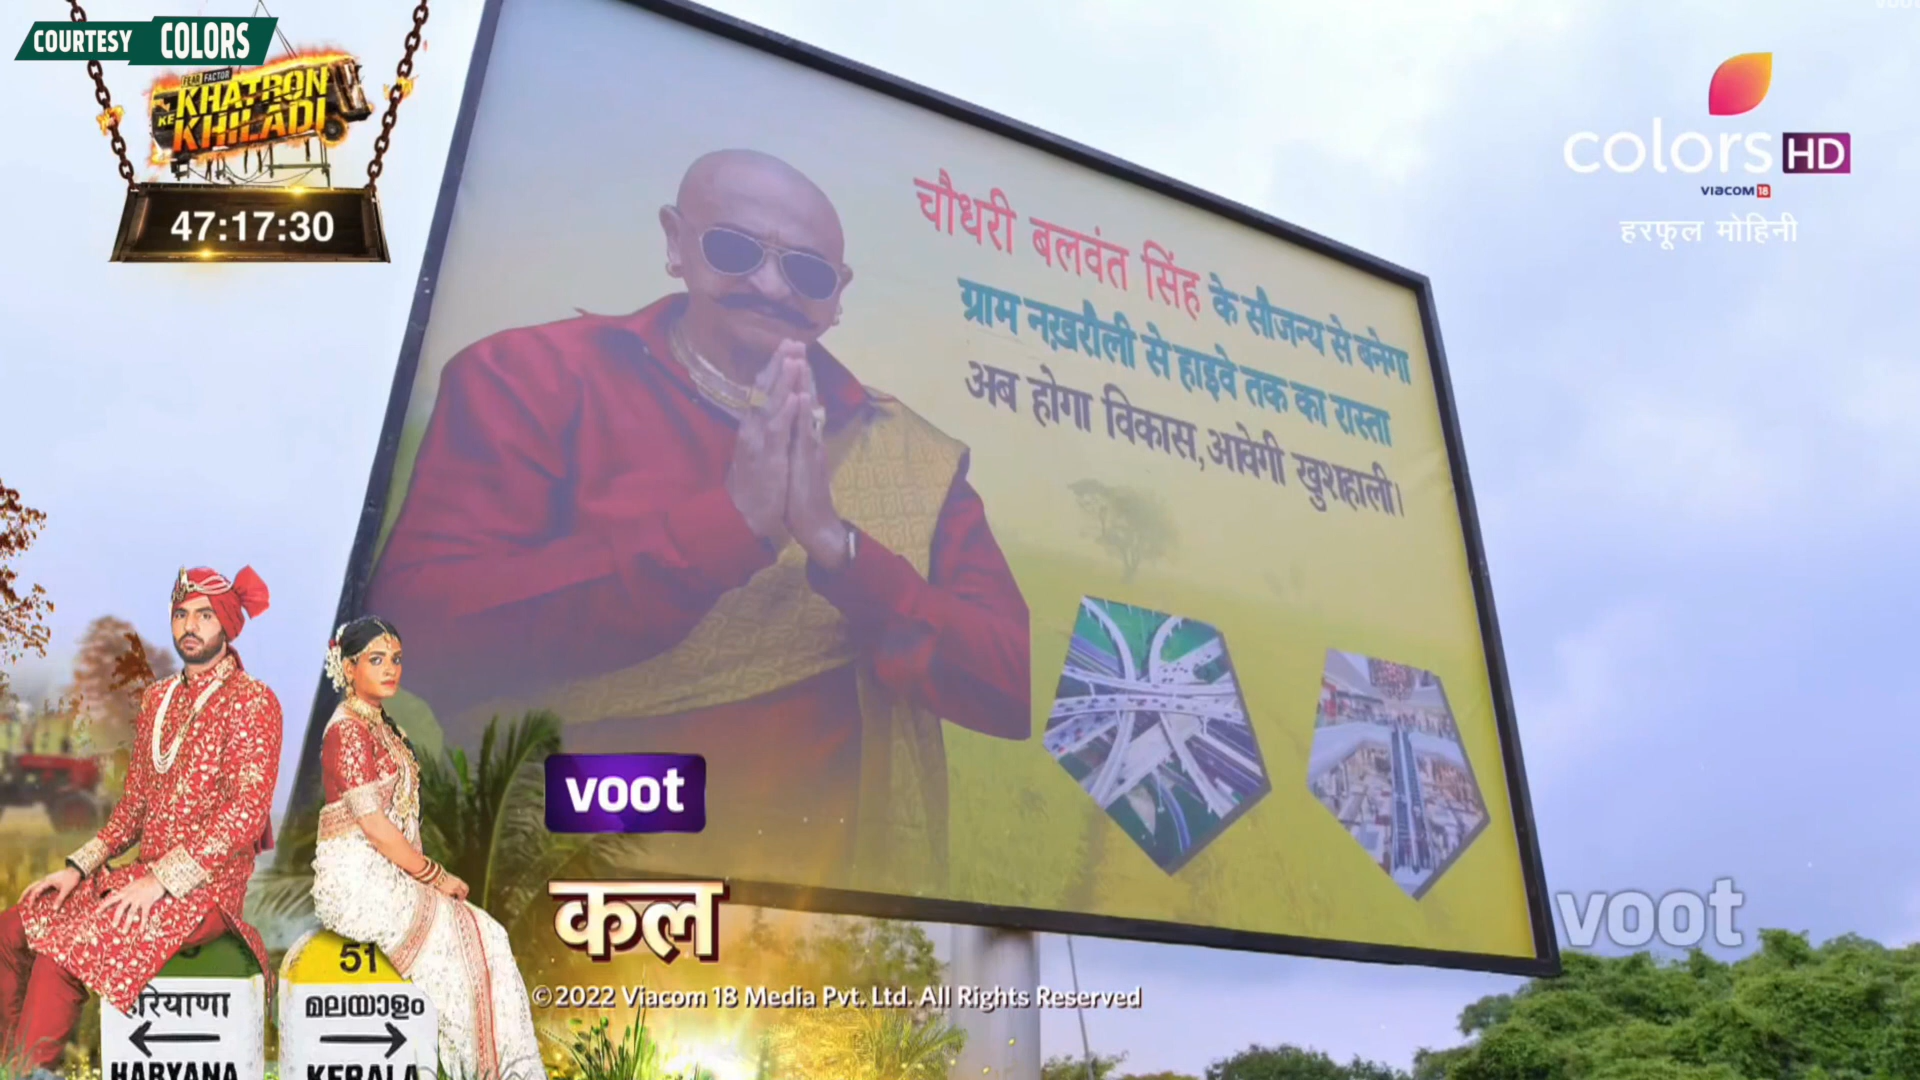 COURTESY COLORS
FEAR FACTOR
KHATRON
KE KHILADI
47:17:30
colors HD
VIACOM 18
हरफूल मोहिनी
चौधरी बलवंत सिंह के सौजन्य से बनेगा
ग्राम नख़रौली से हाइवे तक का रास्ता
अब होगा विकास,आवेगी खुशहाली।
voot
कल
voot
©2022 Viacom 18 Media Pvt. Ltd. All Rights Reserved
51
हरियाणा
HARYANA
മലയാളം
KERALA